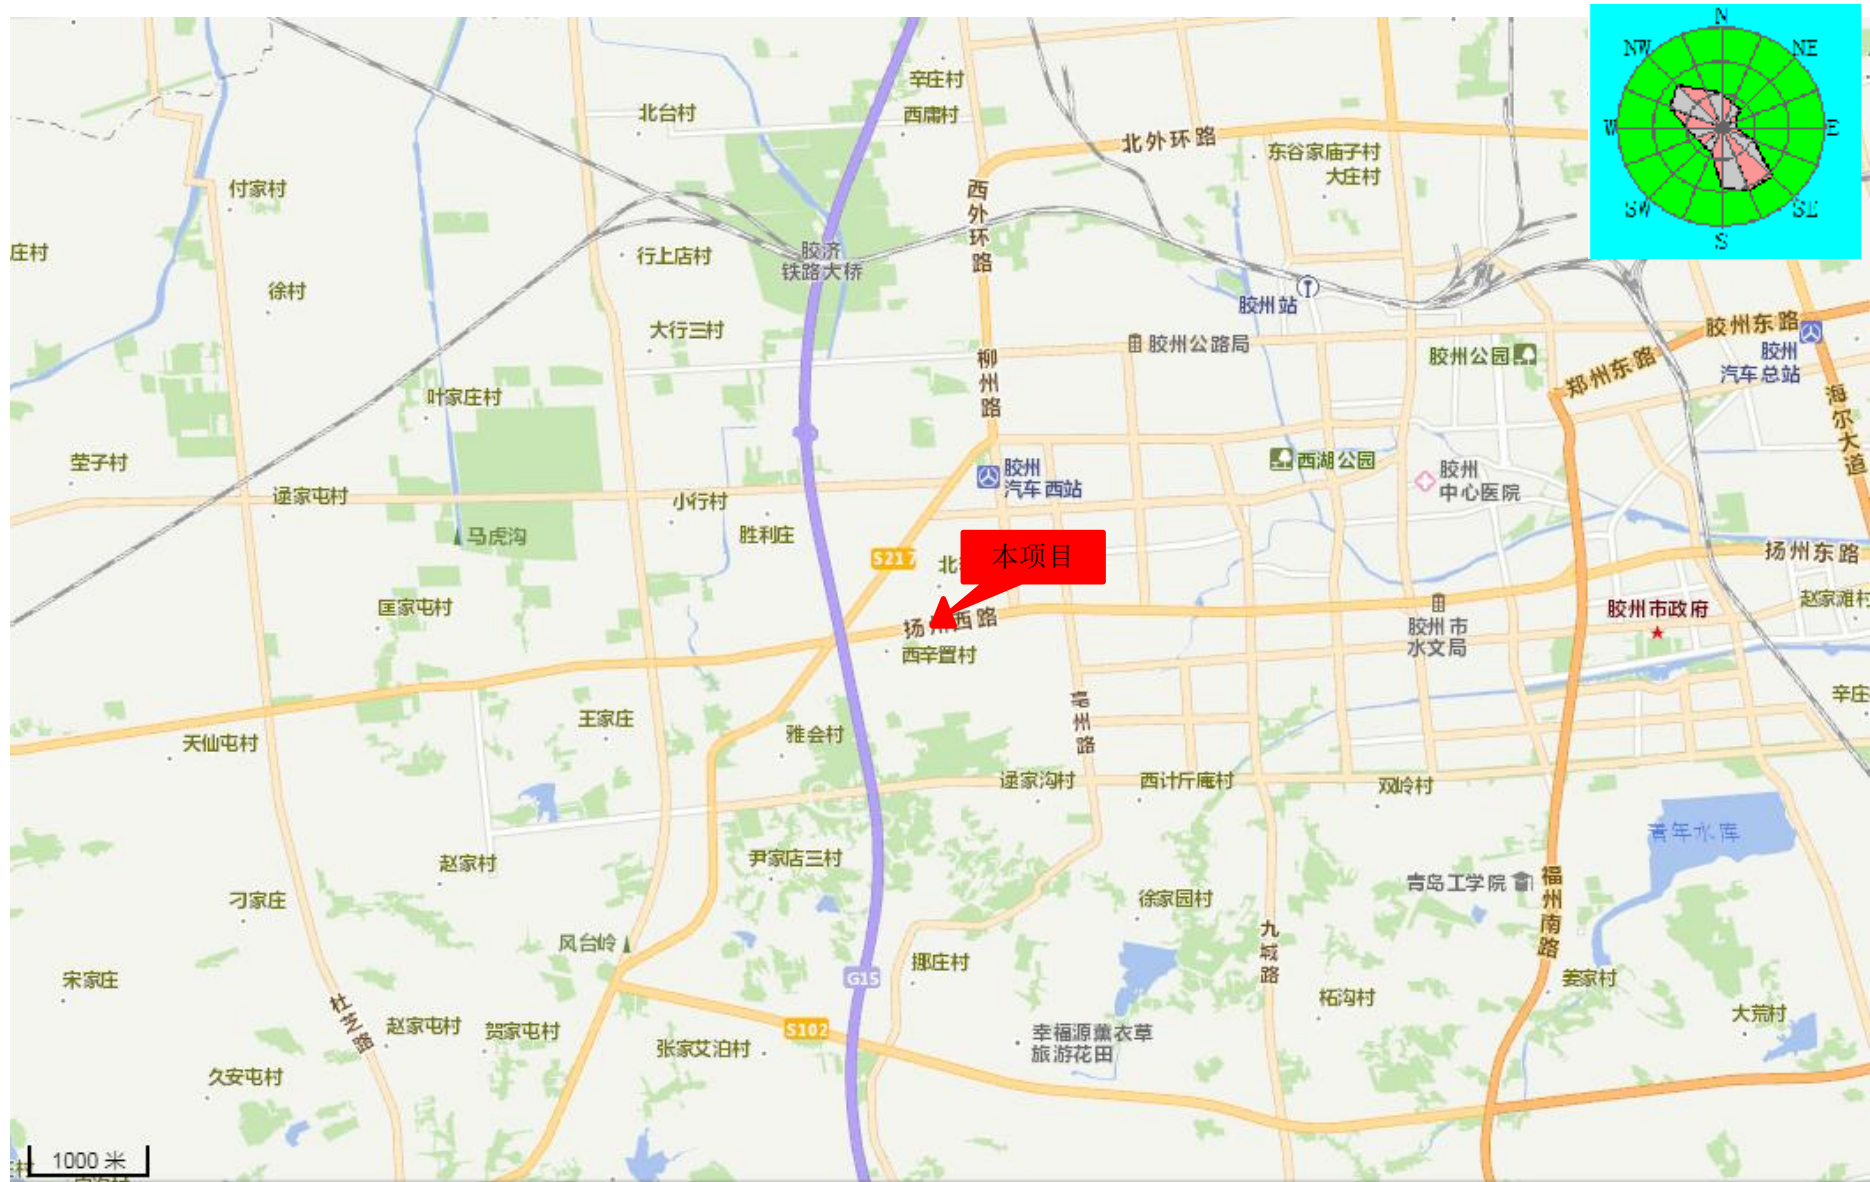 N
NW
NE
W
E
SW
SE
S
辛庄村
西庸村
北台村
北外环路
东谷家庙子村
大庄村
付家村
西外环路
庄村
行上店村
胶济
铁路大桥
徐村
胶州站
大行三村
胶州公路局
胶州东路
胶州
汽车总站
柳州路
胶州公园
郑州东路
叶家庄村
海尔大道
莹子村
胶州
汽车西站
西湖公园
胶州
中心医院
逯家屯村
小行村
马虎沟
胜利庄
S217
北
本项目
扬州东路
匡家屯村
扬州西路
胶州市
水文局
胶州市政府
赵家滩村
西辛置村
辛庄
王家庄
亳州路
天仙屯村
雅会村
逯家沟村
西计斤庵村
双岭村
青年水库
赵家村
尹家店三村
青岛工学院
福州南路
刁家庄
徐家园村
风台岭
九城路
挪庄村
宋家庄
G15
姜家村
柘沟村
杜芝路
赵家屯村
贺家屯村
S102
大荒村
张家艾泊村
幸福源薰衣草
旅游花田
久安屯村
1000 米
村